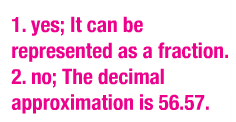 1. yes; It can be
represented as a fraction.
2. no; The decimal
approximation is 56.57.